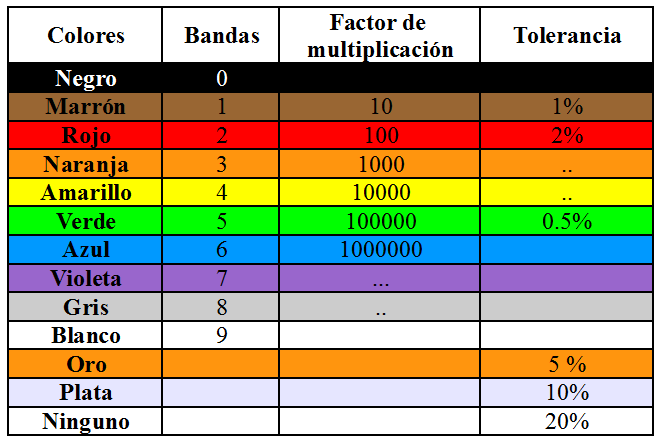 Colores Bandas Factor de multiplicación Tolerancia
Negro 0
Marrón 1 10 1%
Rojo 2 100 2%
Naranja 3 1000 ..
Amarillo 4 10000 ..
Verde 5 100000 0.5%
Azul 6 1000000
Violeta 7 ...
Gris 8 ..
Blanco 9
Oro 5 %
Plata 10%
Ninguno 20%